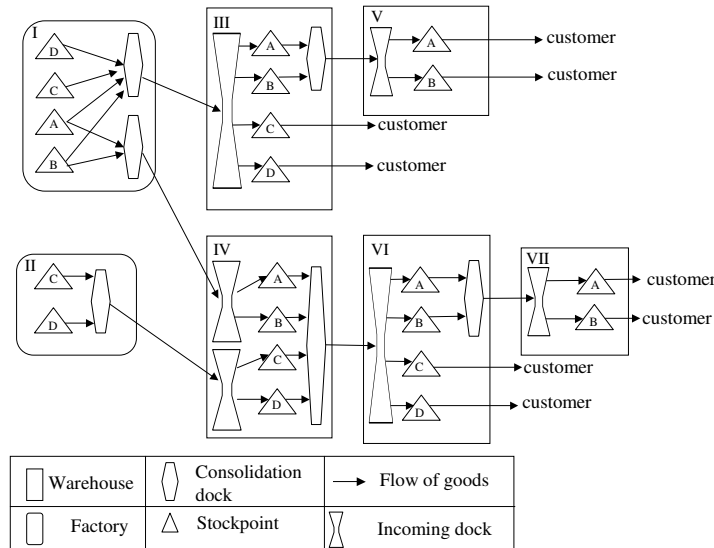 I
D
C
A
B
III
A
B
C
D
customer
customer
V
A
B
customer
customer
II
C
D
IV
A
B
C
D
VI
A
B
C
D
customer
customer
VII
A
B
customer
customer
Warehouse
Consolidation
dock
Flow of goods
Factory
Stockpoint
Incoming dock